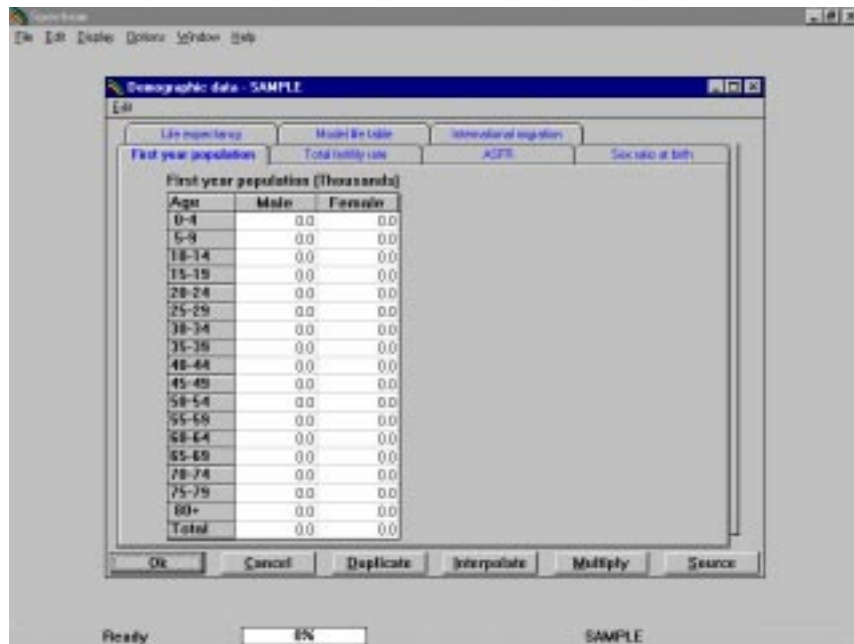 Spectrum
File Edit Display Options Window Help
Demographic data - SAMPLE
Edit
Life expectancy Model life table International migration
First year population Total fertility rate ASFR Sex ratio at birth
First year population (Thousands)
Age Male Female
0-4 0.0 0.0
5-9 0.0 0.0
10-14 0.0 0.0
15-19 0.0 0.0
20-24 0.0 0.0
25-29 0.0 0.0
30-34 0.0 0.0
35-39 0.0 0.0
40-44 0.0 0.0
45-49 0.0 0.0
50-54 0.0 0.0
55-59 0.0 0.0
60-64 0.0 0.0
65-69 0.0 0.0
70-74 0.0 0.0
75-79 0.0 0.0
80+ 0.0 0.0
Total 0.0 0.0
Ok Cancel Duplicate Interpolate Multiply Source
Ready 0% SAMPLE